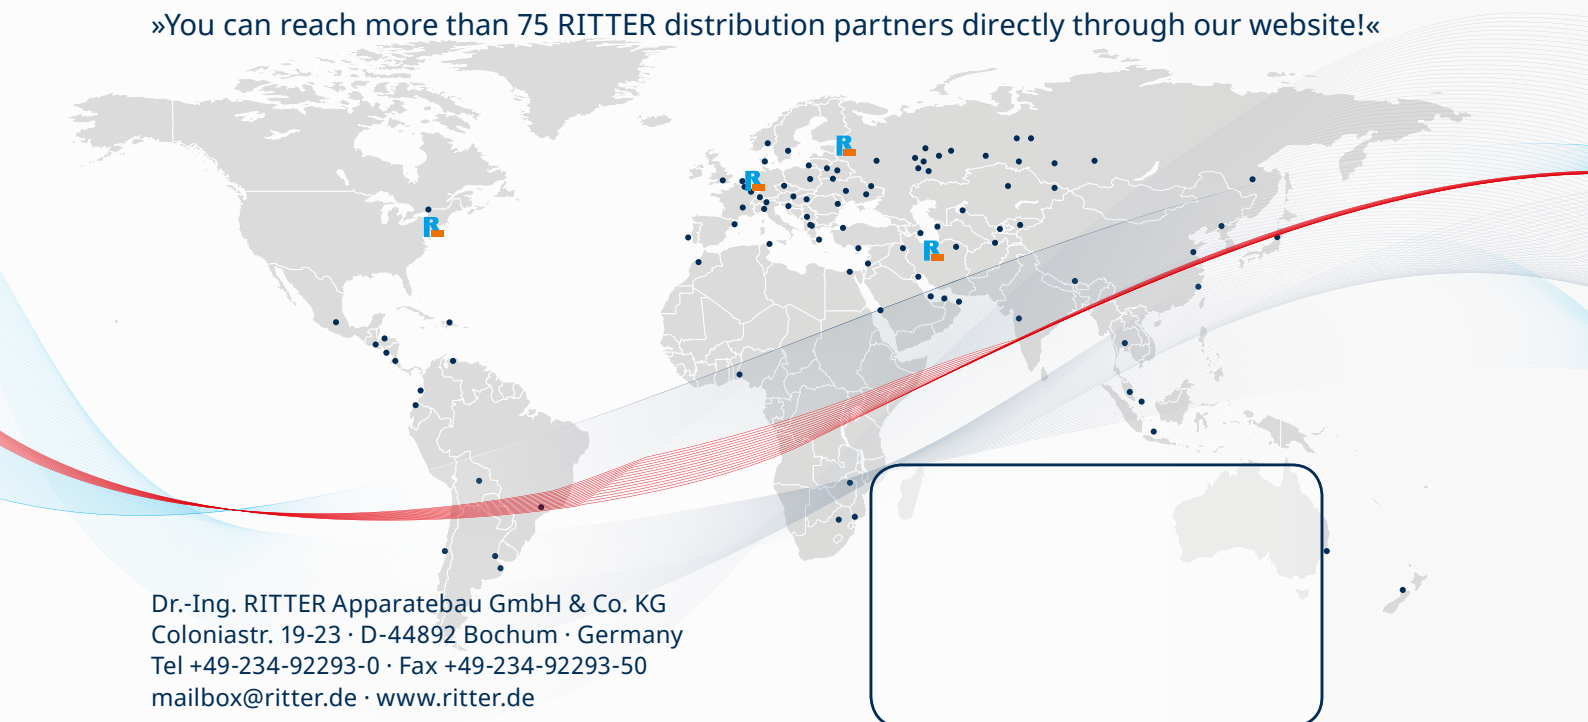 »You can reach more than 75 RITTER distribution partners directly through our website!«
R
R
R
R
Dr.-Ing. RITTER Apparatebau GmbH & Co. KG
Coloniastr. 19-23 · D-44892 Bochum · Germany
Tel +49-234-92293-0 · Fax +49-234-92293-50
mailbox@ritter.de · www.ritter.de